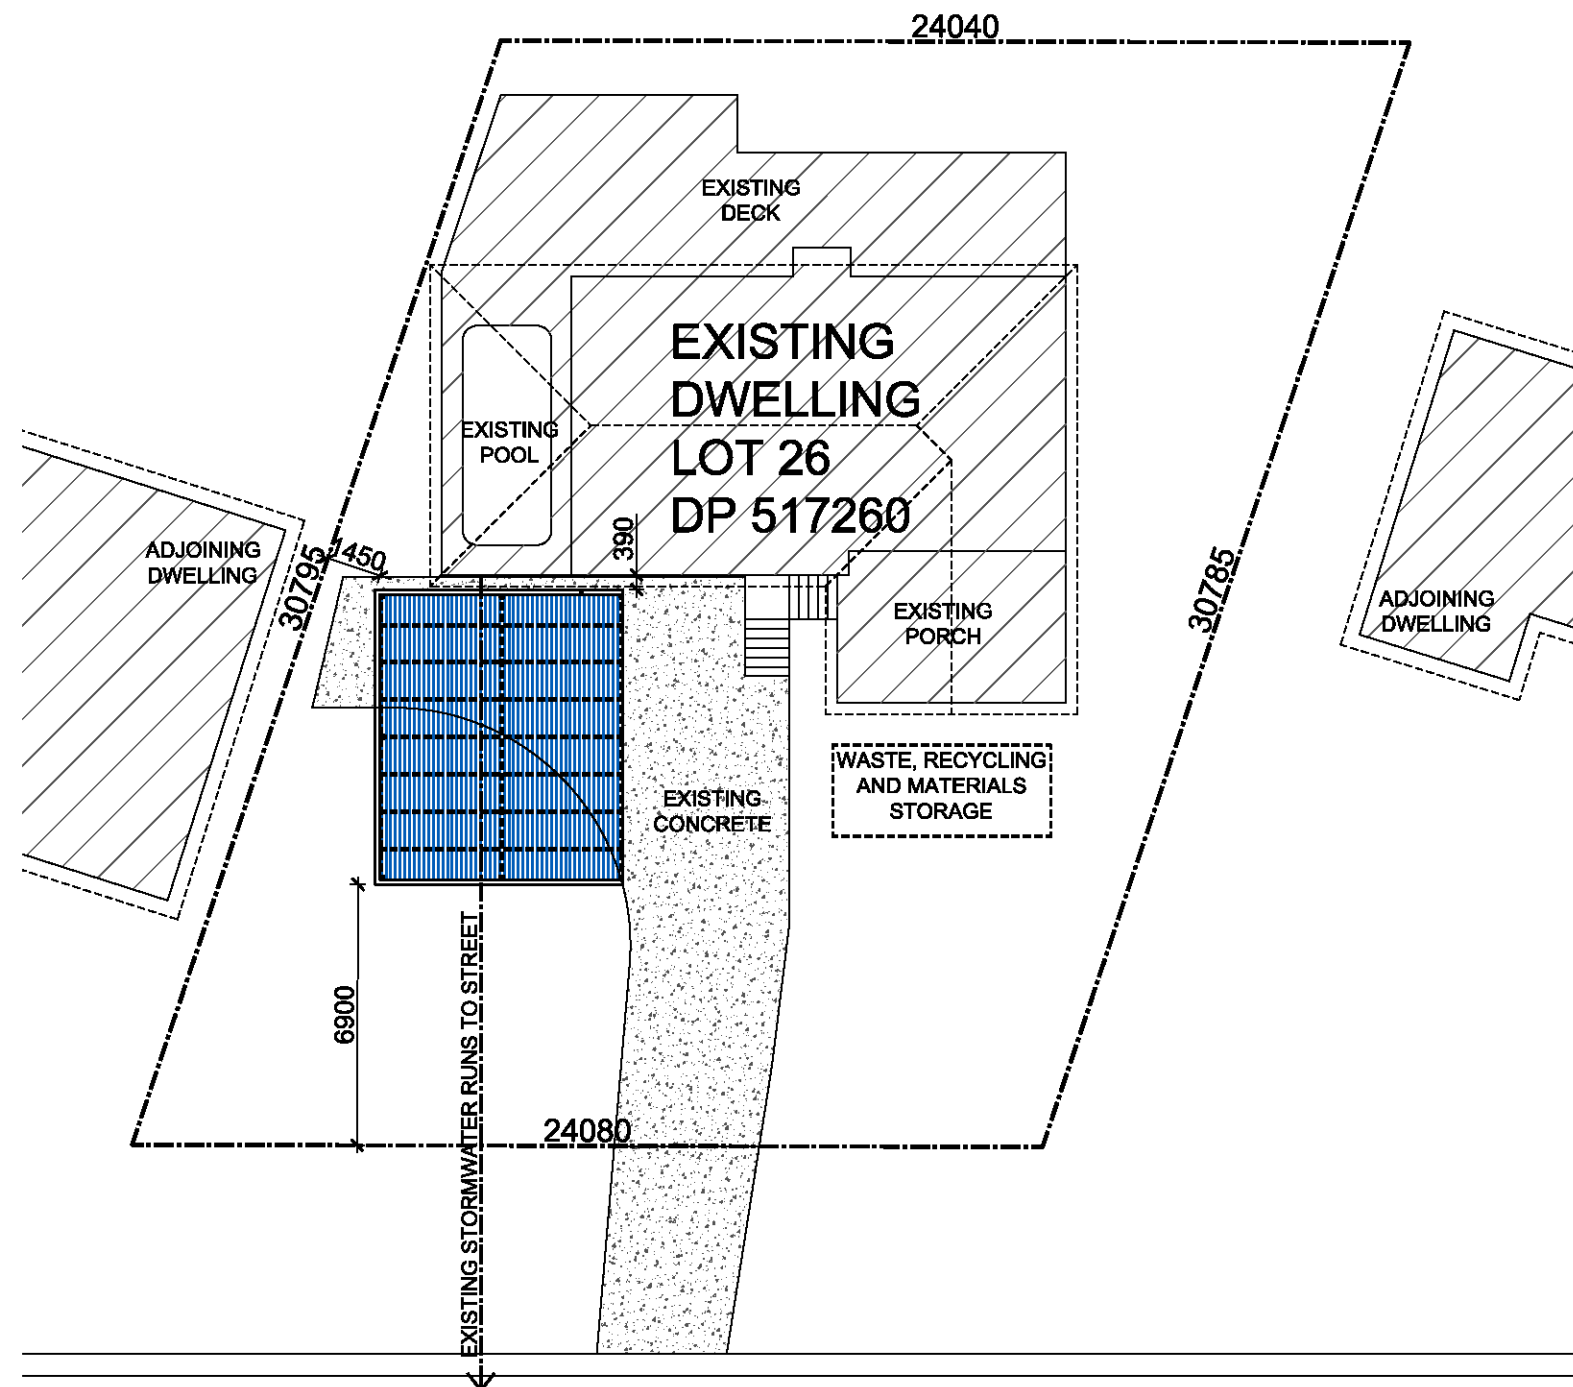 24040
EXISTING
DECK
EXISTING
DWELLING
LOT 26
DP 517260
EXISTING
POOL
390
1450
ADJOINING
DWELLING
30795
30785
ADJOINING
DWELLING
EXISTING
PORCH
WASTE, RECYCLING
AND MATERIALS
STORAGE
EXISTING
CONCRETE
6900
EXISTING STORMWATER RUNS TO STREET
24080